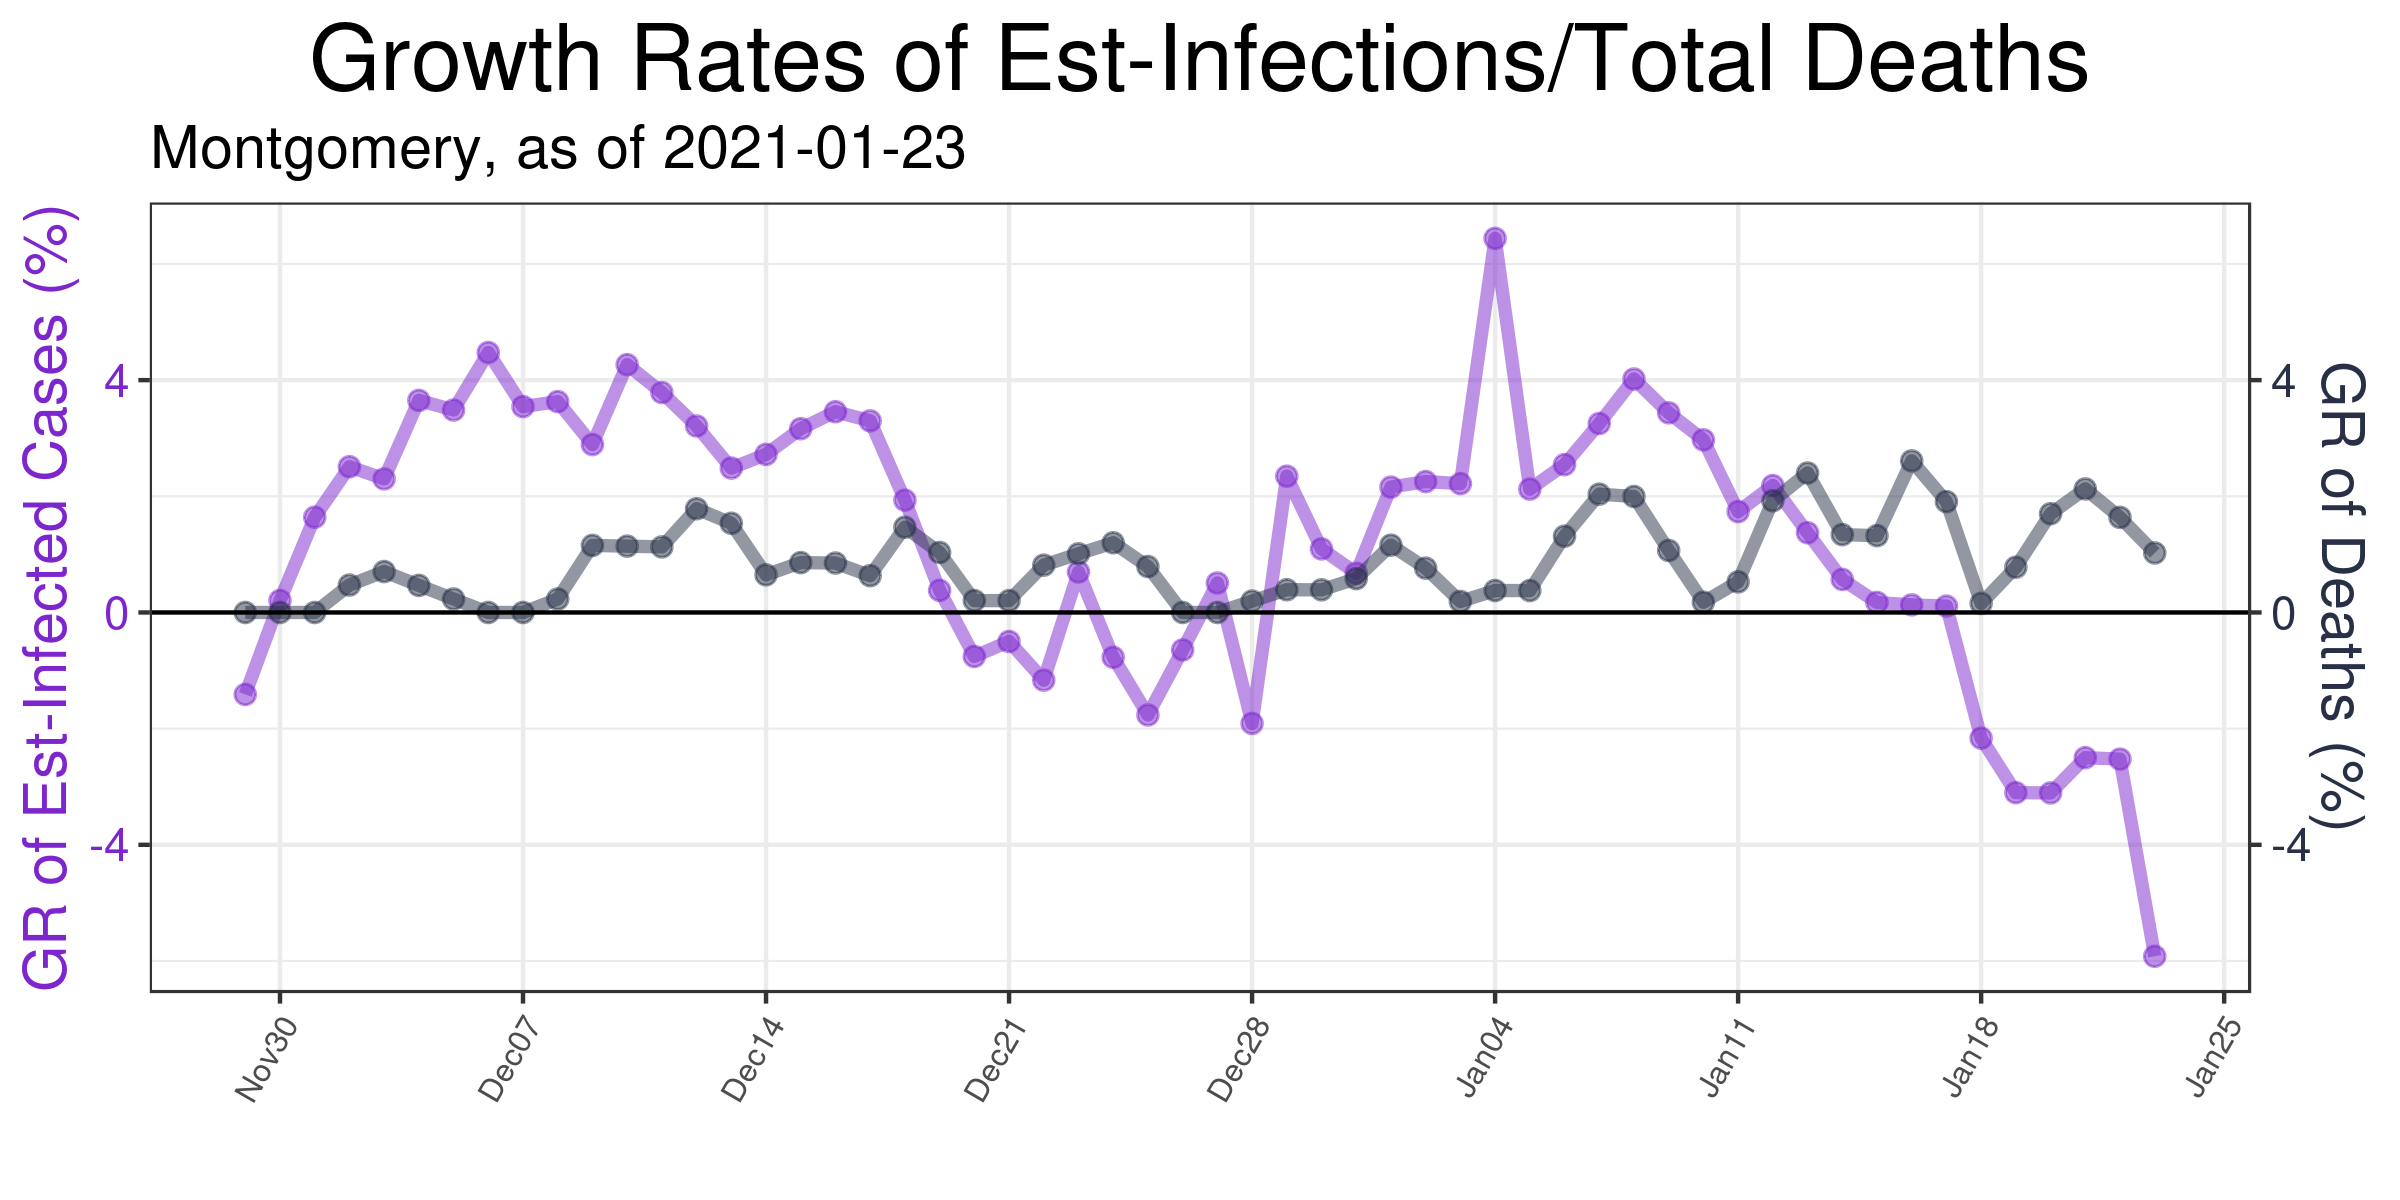 Growth Rates of Est-Infections/Total Deaths
Montgomery, as of 2021-01-23
GR of Est-Infected Cases (%)
4
0
-4
4
0
-4
GR of Deaths (%)
Nov30
Dec07
Dec14
Dec21
Dec28
Jan04
Jan11
Jan18
Jan25